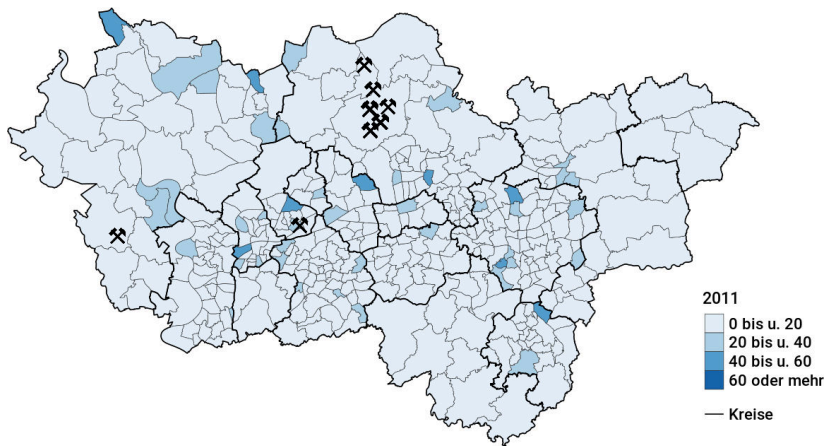 2011
0 bis u. 20
20 bis u. 40
40 bis u. 60
60 oder mehr
Kreise